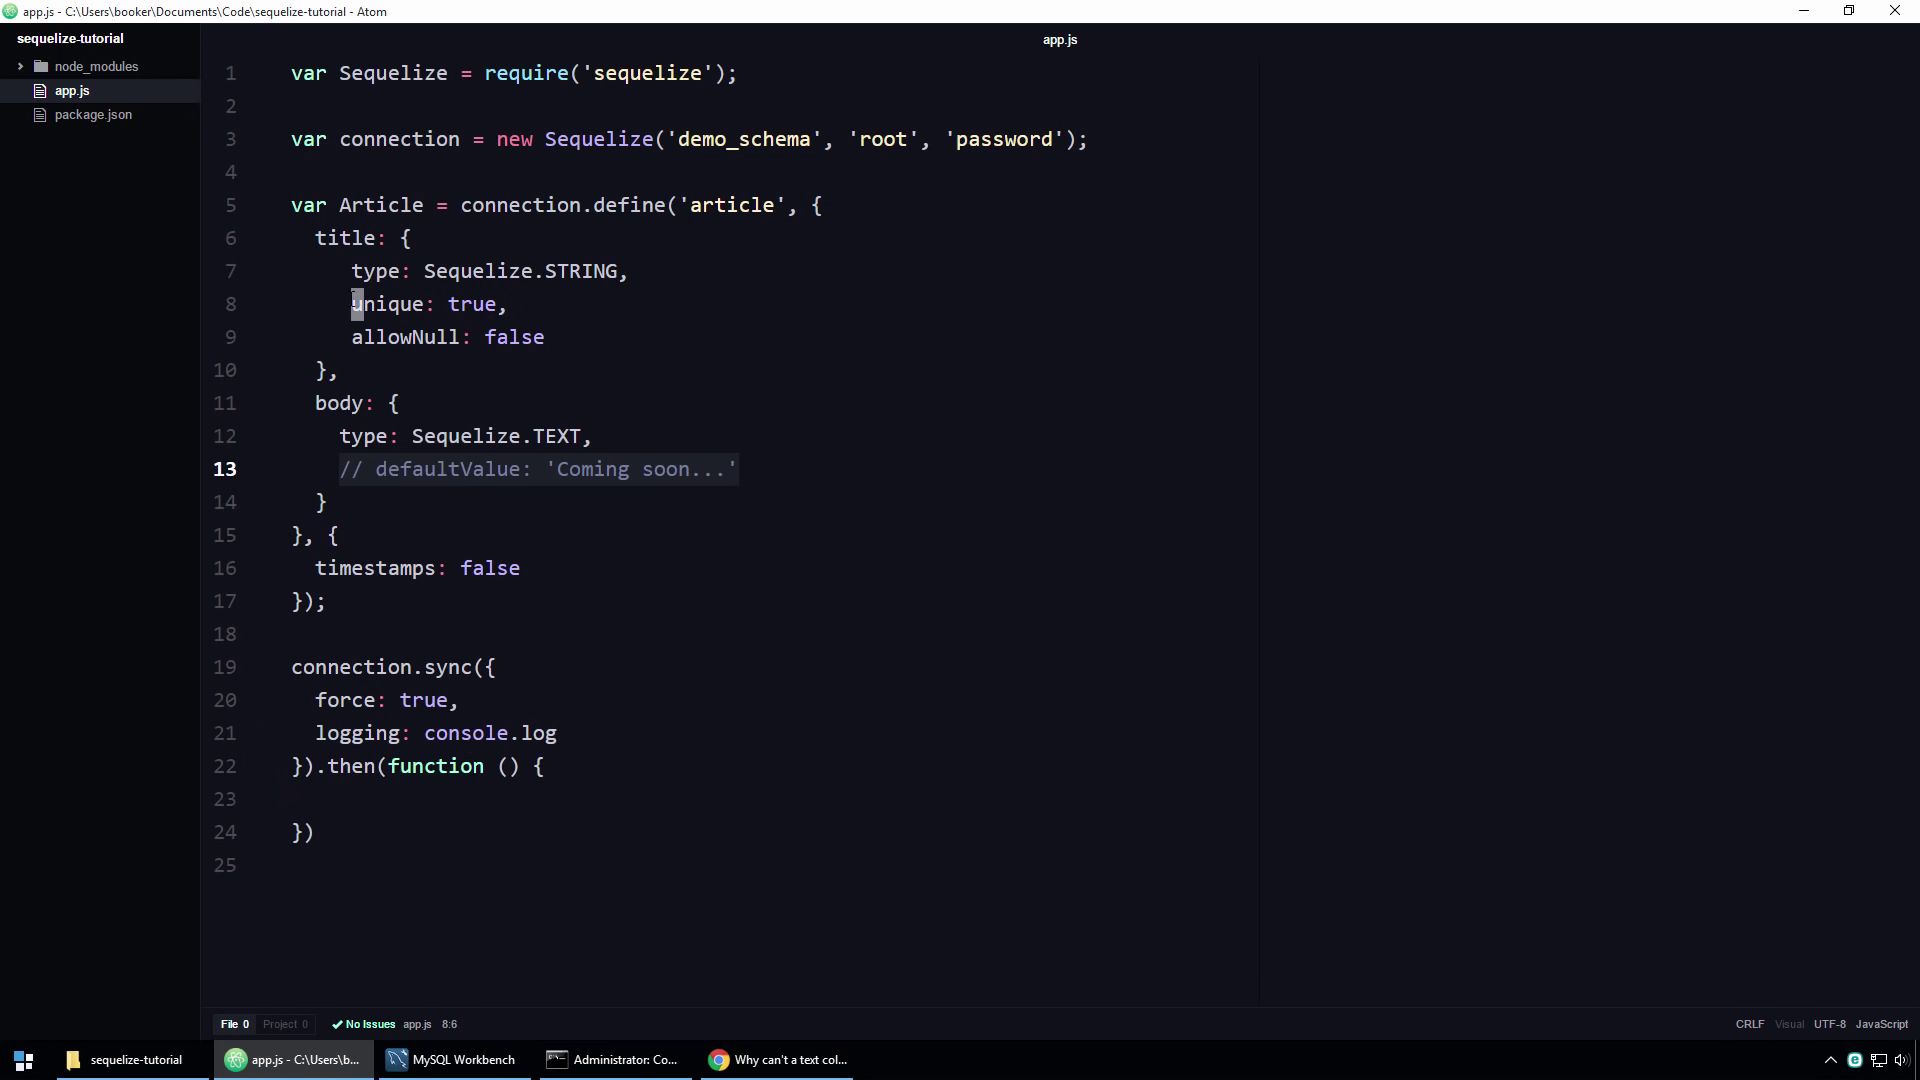 app.js - C:\Users\booker\Documents\Code\sequelize-tutorial - Atom
sequelize-tutorial
node_modules
app.js
package.json
app.js
1 var Sequelize = require('sequelize');
2
3 var connection = new Sequelize('demo_schema', 'root', 'password');
4
5 var Article = connection.define('article', {
6 title: {
7 type: Sequelize.STRING,
8 unique: true,
9 allowNull: false
10 },
11 body: {
12 type: Sequelize.TEXT,
13 // defaultValue: 'Coming soon...'
14 }
15 }, {
16 timestamps: false
17 });
18
19 connection.sync({
20 force: true,
21 logging: console.log
22 }).then(function () {
23
24 })
25
File 0 Project 0 No Issues app.js 8:6 CRLF Visual UTF-8 JavaScript
sequelize-tutorial app.js - C:\Users\b... MySQL Workbench Administrator: Co... Why can't a text col...